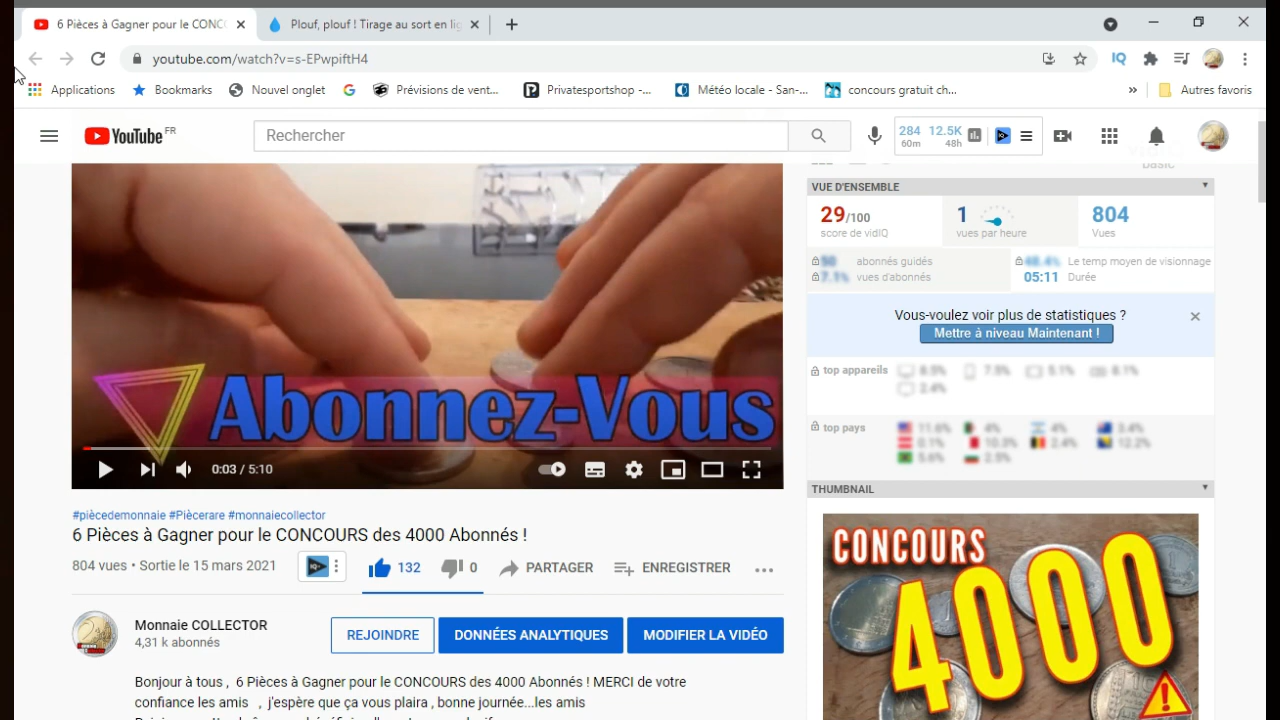 6 Pièces à Gagner pour le CONC
Plouf, plouf ! Tirage au sort en lig
youtube.com/watch?v=s-EPwpiftH4
Applications
Bookmarks
Nouvel onglet
Prévisions de vent...
Privatesportshop -...
Météo locale - San-...
concours gratuit ch...
»
Autres favoris
YouTube FR
Rechercher
284 12.5K
60m 48h
basic
VUE D'ENSEMBLE
29/100
score de vidIQ
1
vues par heure
804
Vues
abonnés guidés
vues d'abonnés
Le temp moyen de visionnage
05:11 Durée
Vous-voulez voir plus de statistiques ?
Mettre à niveau Maintenant !
top appareils
top pays
Abonnez-Vous
0:03 / 5:10
THUMBNAIL
CONCOURS
4000
#piècedemonnaie #Piècerare #monnaiecollector
6 Pièces à Gagner pour le CONCOURS des 4000 Abonnés !
804 vues • Sortie le 15 mars 2021
132
0
PARTAGER
ENREGISTRER
Monnaie COLLECTOR
4,31 k abonnés
REJOINDRE
DONNÉES ANALYTIQUES
MODIFIER LA VIDÉO
Bonjour à tous , 6 Pièces à Gagner pour le CONCOURS des 4000 Abonnés ! MERCI de votre
confiance les amis , j'espère que ça vous plaira , bonne journée...les amis